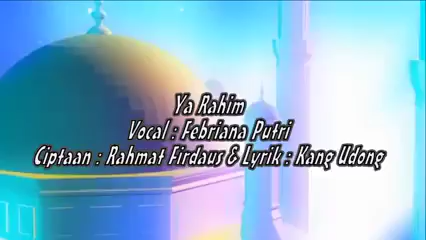 Ya Rahim
Vocal : Febriana Putri
Ciptaan : Rahmat Firdaus & Lyrik : Kang Udong